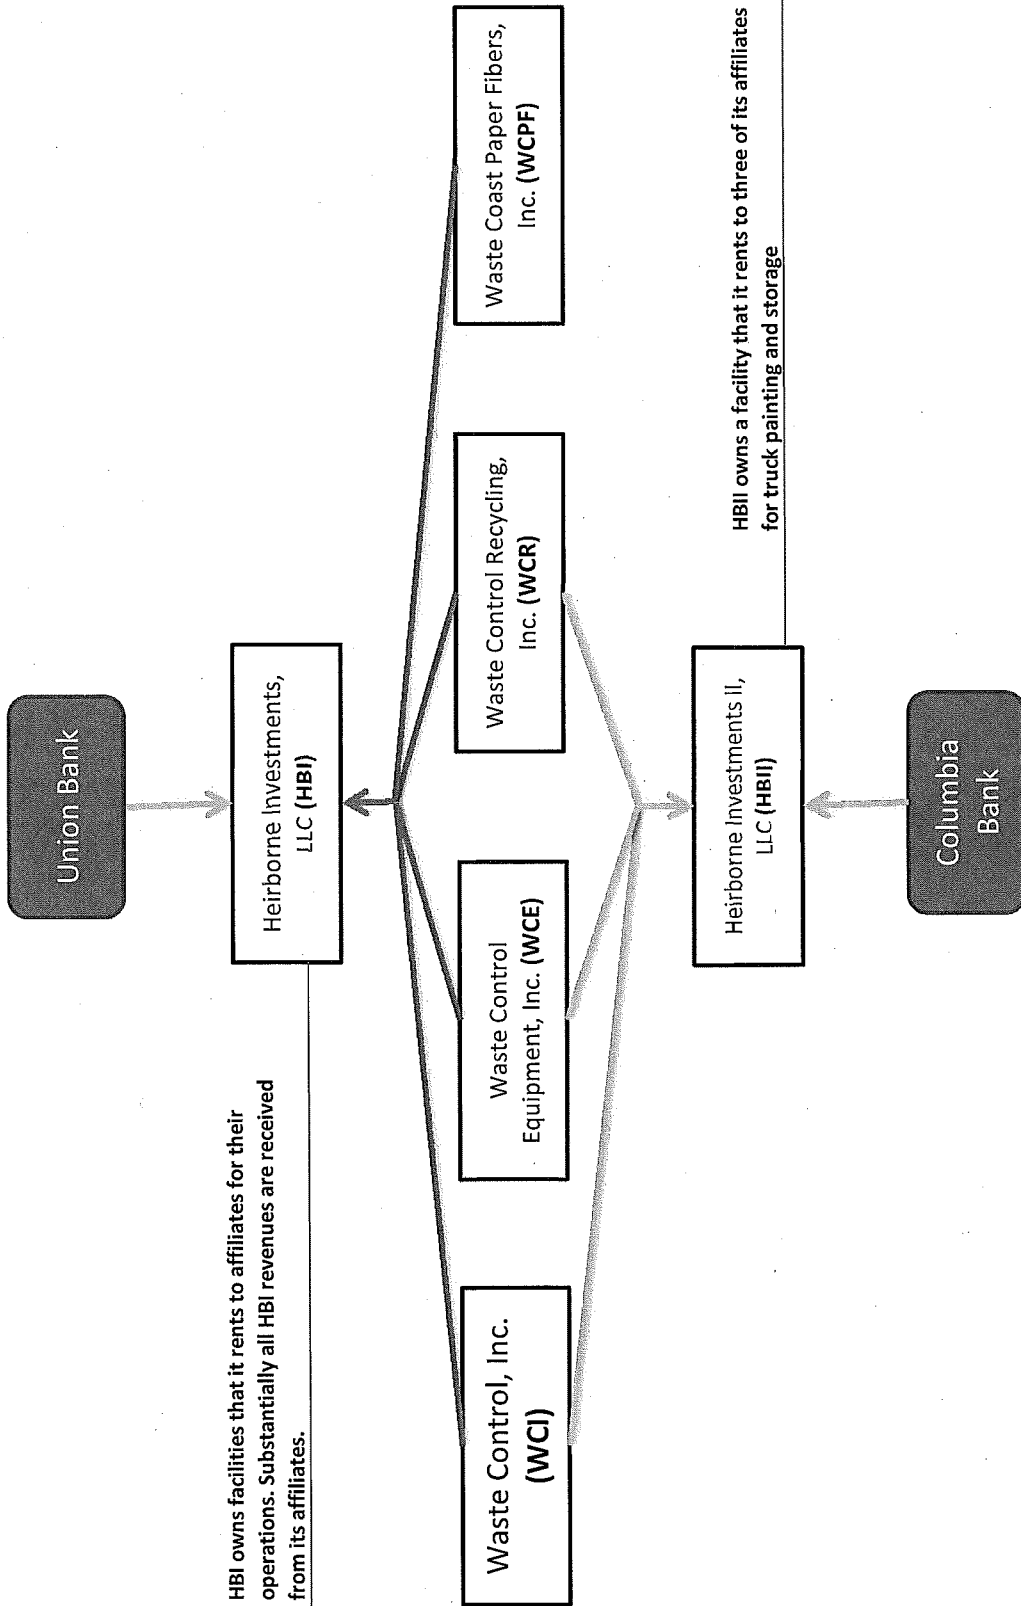 Union Bank
HBI owns facilities that it rents to affiliates for their
operations. Substantially all HBI revenues are received
from its affiliates.
Heirborne Investments,
LLC (HBI)
Waste Control, Inc.
(WCI)
Waste Control
Equipment, Inc. (WCE)
Waste Control Recycling,
Inc. (WCR)
Waste Coast Paper Fibers,
Inc. (WCPF)
Heirborne Investments II,
LLC (HBII)
HBII owns a facility that it rents to three of its affiliates
for truck painting and storage
Columbia
Bank